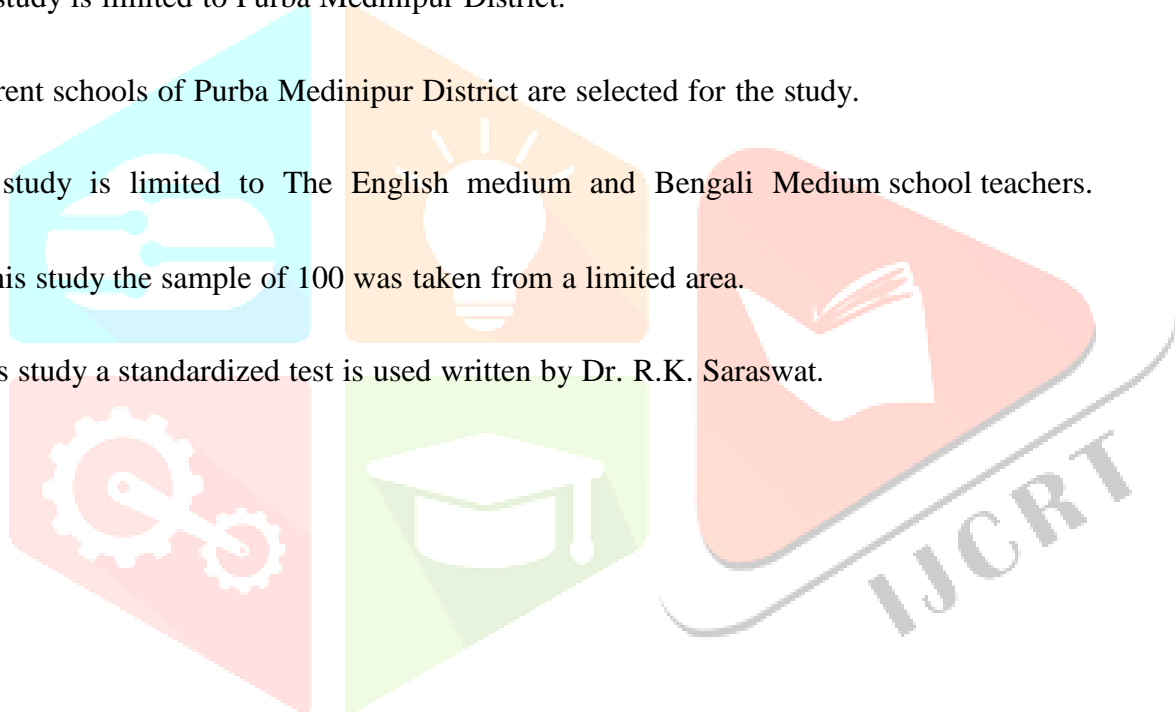 study is limited to Purba Medinipur District.
rent schools of Purba Medinipur District are selected for the study.
study is limited to The English medium and Bengali Medium school teachers.
his study the sample of 100 was taken from a limited area.
s study a standardized test is used written by Dr. R.K. Saraswat.
IJCRT